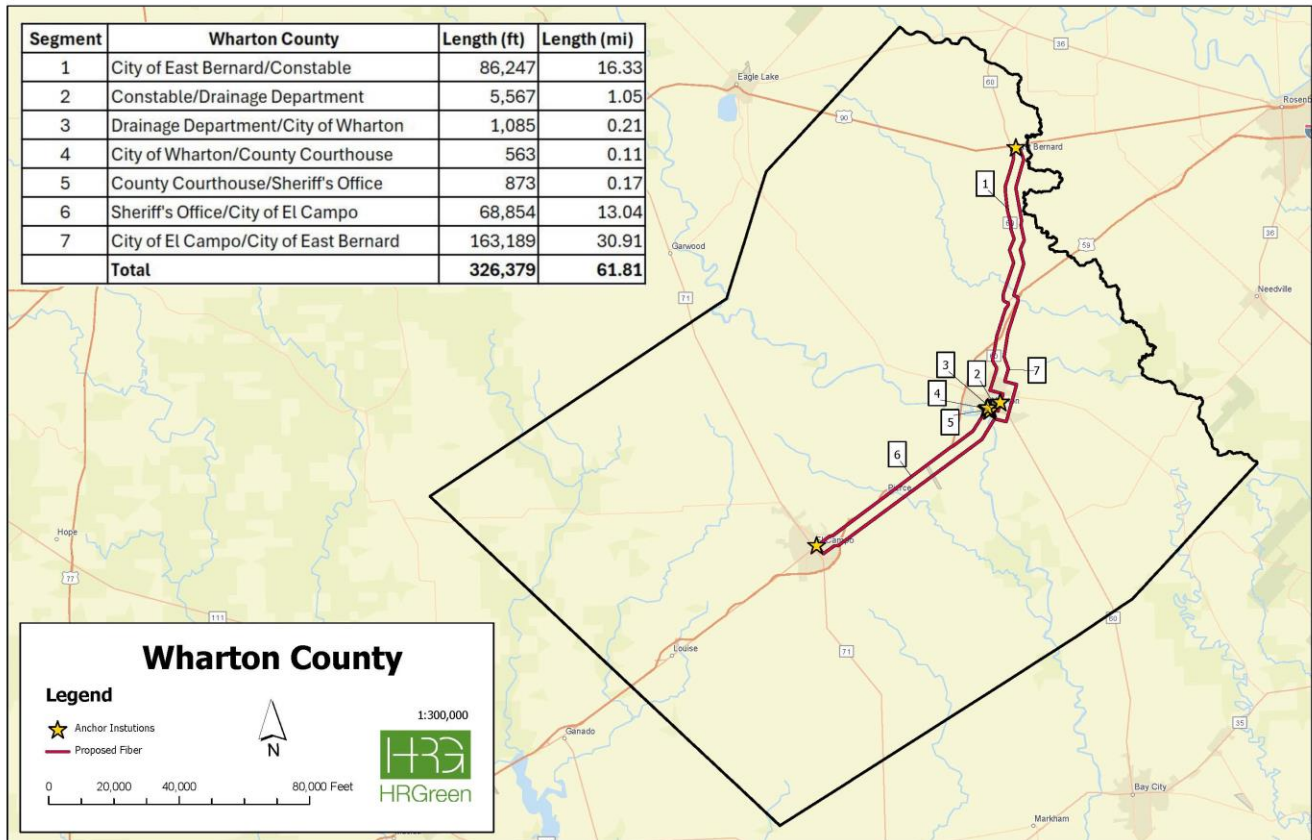 Segment Wharton County Length (ft) Length (mi)
1 City of East Bernard/Constable 86,247 16.33
2 Constable/Drainage Department 5,567 1.05
3 Drainage Department/City of Wharton 1,085 0.21
4 City of Wharton/County Courthouse 563 0.11
5 County Courthouse/Sheriff's Office 873 0.17
6 Sheriff's Office/City of El Campo 68,854 13.04
7 City of El Campo/City of East Bernard 163,189 30.91
Total 326,379 61.81
36
Eagle Lake
60
90
Rosenb
Bernard
1
36
59
Garwood
Needville
71
3
2
7
4
5
6
Pierce
El Campo
Hope
77
111
60
Louise
71
35
Ganado
Bay City
Markham
Wharton County
Legend
Anchor Instutions
Proposed Fiber
N
1:300,000
HRG
HRGreen
0 20,000 40,000 80,000 Feet